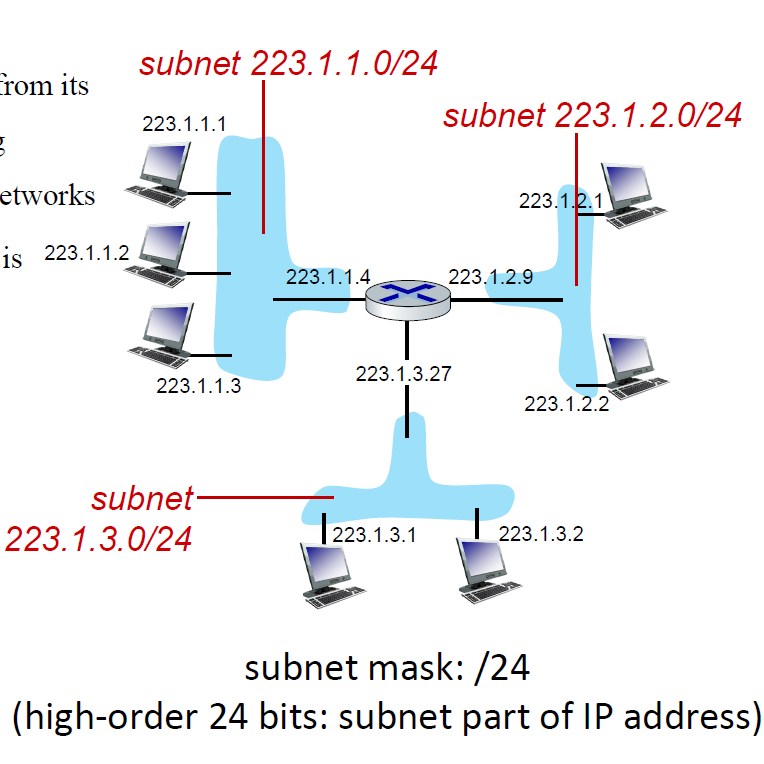 subnet 223.1.1.0/24
from its
subnet 223.1.2.0/24
223.1.1.1
g
networks
223.1.2.1
is
223.1.1.2
223.1.1.4
223.1.2.9
223.1.3.27
223.1.1.3
223.1.2.2
subnet
223.1.3.0/24
223.1.3.1
223.1.3.2
subnet mask: /24
(high-order 24 bits: subnet part of IP address)